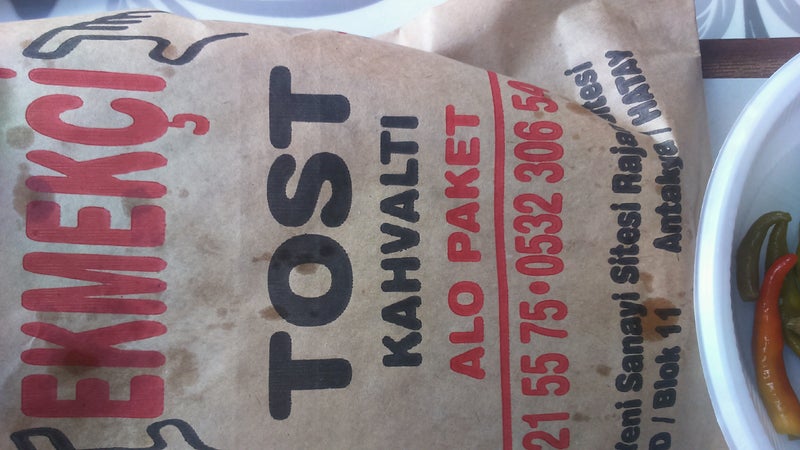 EKMEKÇİ
TOST
KAHVALTI
ALO PAKET
21 55 75 • 0532 306 54
Yeni Sanayi Sitesi Raja Sitesi
D / Blok 11 Antakya / HATAY